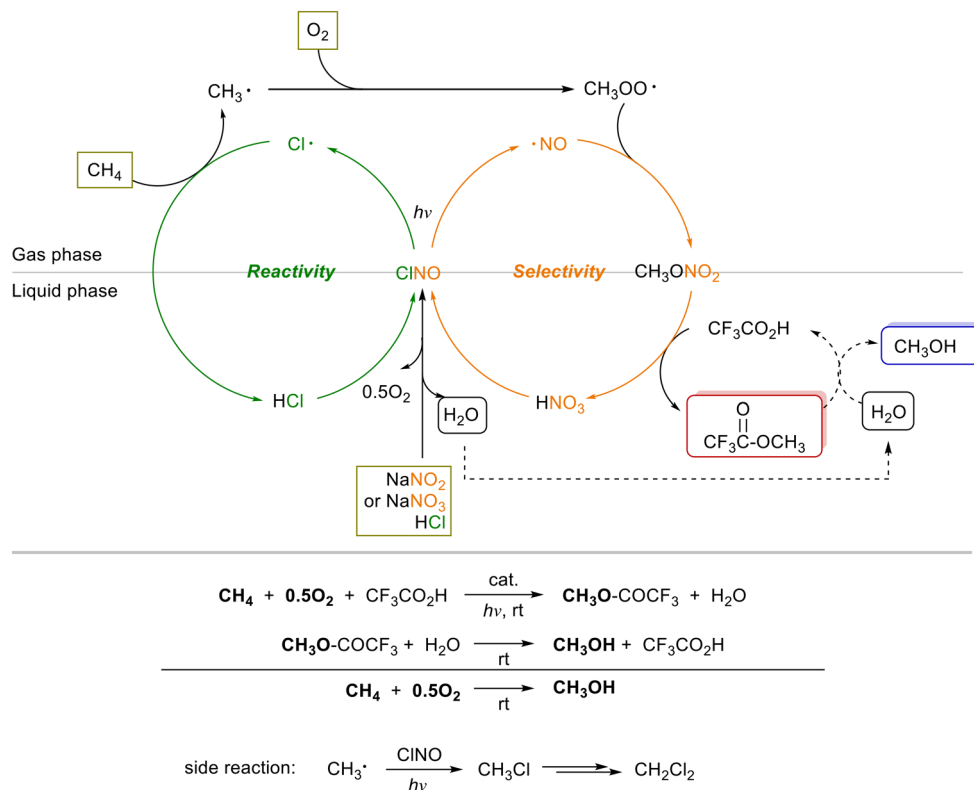 O₂
CH₃• CH₃OO•
Cl• •NO
CH₄
hν
Gas phase
Reactivity ClNO Selectivity CH₃ONO₂
Liquid phase
CF₃CO₂H
CH₃OH
0.5O₂
HCl H₂O HNO₃ H₂O
O
CF₃C-OCH₃
NaNO₂
or NaNO₃
HCl
cat.
CH₄ + 0.5O₂ + CF₃CO₂H CH₃O-COCF₃ + H₂O
hν, rt
CH₃O-COCF₃ + H₂O CH₃OH + CF₃CO₂H
rt
CH₄ + 0.5O₂ CH₃OH
rt
ClNO
side reaction: CH₃• CH₃Cl CH₂Cl₂
hν